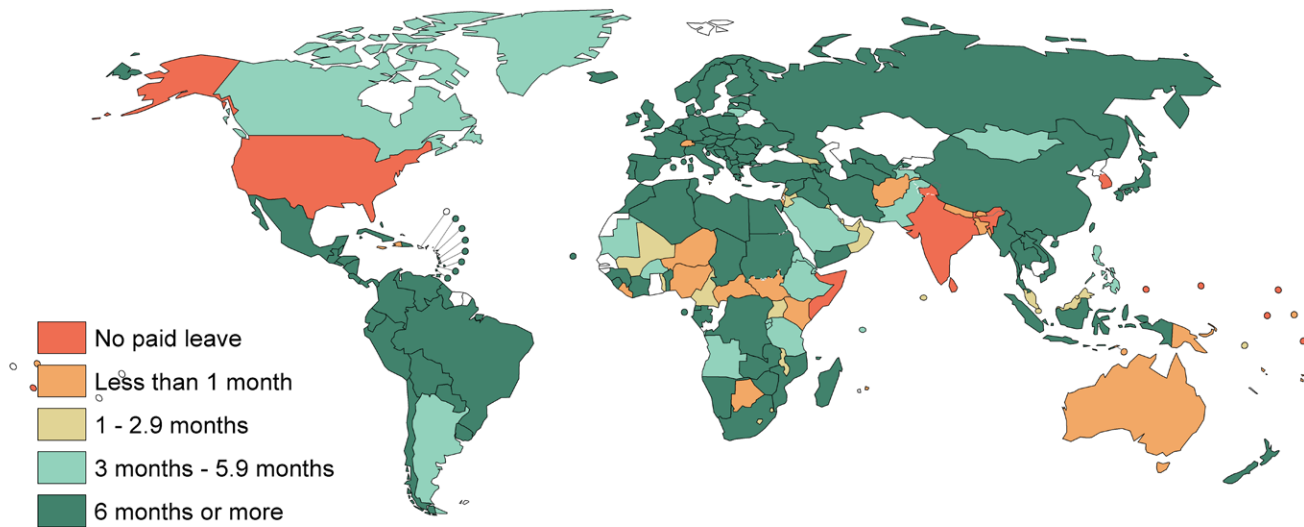 No paid leave
Less than 1 month
1 - 2.9 months
3 months - 5.9 months
6 months or more